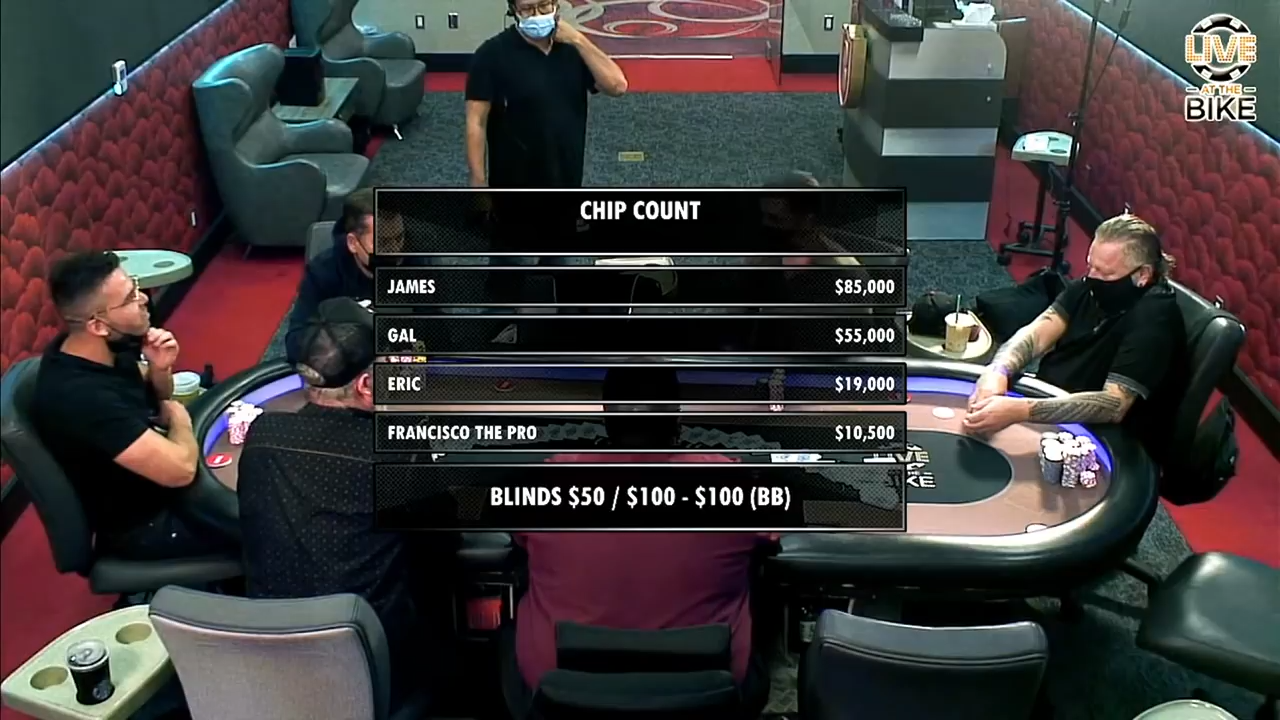 LIVE
AT THE
BIKE
CHIP COUNT
JAMES $85,000
GAL $55,000
ERIC $19,000
FRANCISCO THE PRO $10,500
BLINDS $50 / $100 - $100 (BB)